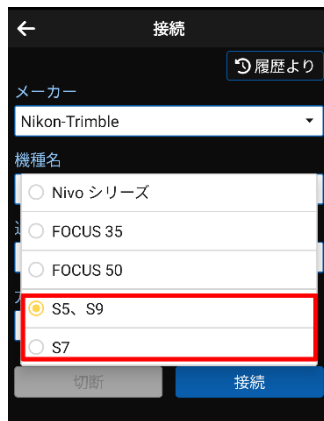 接続
履歴より
メーカー
Nikon-Trimble
機種名
Nivo シリーズ
FOCUS 35
FOCUS 50
S5、S9
S7
切断
接続